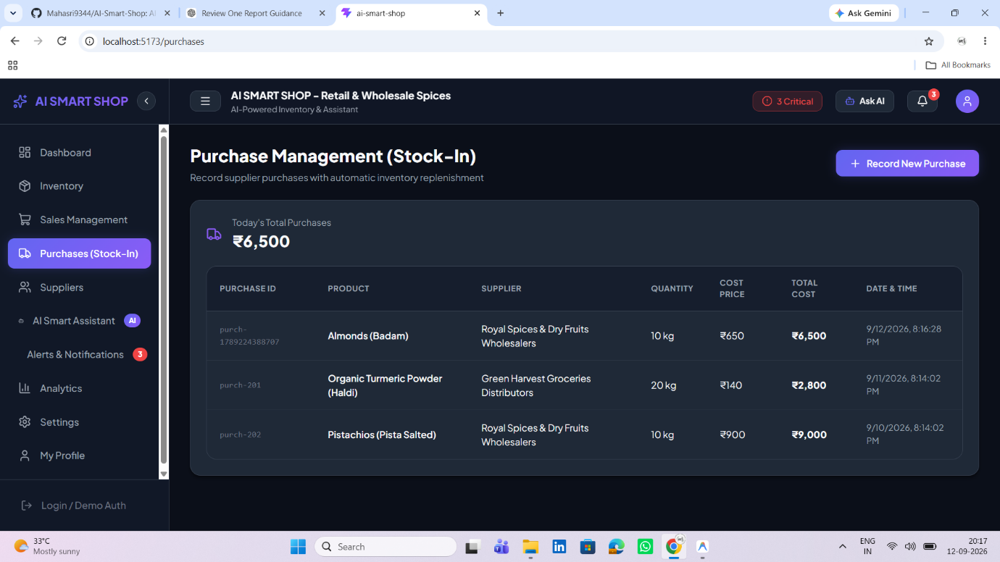 Mahasri9344/AI-Smart-Shop: AI
Review One Report Guidance
ai-smart-shop
Ask Gemini
localhost:5173/purchases
All Bookmarks
AI SMART SHOP
AI SMART SHOP - Retail & Wholesale Spices
AI-Powered Inventory & Assistant
3 Critical
Ask AI
3
Dashboard
Inventory
Sales Management
Purchases (Stock-In)
Suppliers
AI Smart Assistant AI
Alerts & Notifications 3
Analytics
Settings
My Profile
Login / Demo Auth
Purchase Management (Stock-In)
Record supplier purchases with automatic inventory replenishment
+ Record New Purchase
Today's Total Purchases
₹6,500
PURCHASE ID PRODUCT SUPPLIER QUANTITY COST PRICE TOTAL COST DATE & TIME
purch-1789224388707 Almonds (Badam) Royal Spices & Dry Fruits Wholesalers 10 kg ₹650 ₹6,500 9/12/2026, 8:16:28 PM
purch-201 Organic Turmeric Powder (Haldi) Green Harvest Groceries Distributors 20 kg ₹140 ₹2,800 9/11/2026, 8:14:02 PM
purch-202 Pistachios (Pista Salted) Royal Spices & Dry Fruits Wholesalers 10 kg ₹900 ₹9,000 9/10/2026, 8:14:02 PM
33°C
Mostly sunny
Search
ENG
IN
20:17
12-09-2026